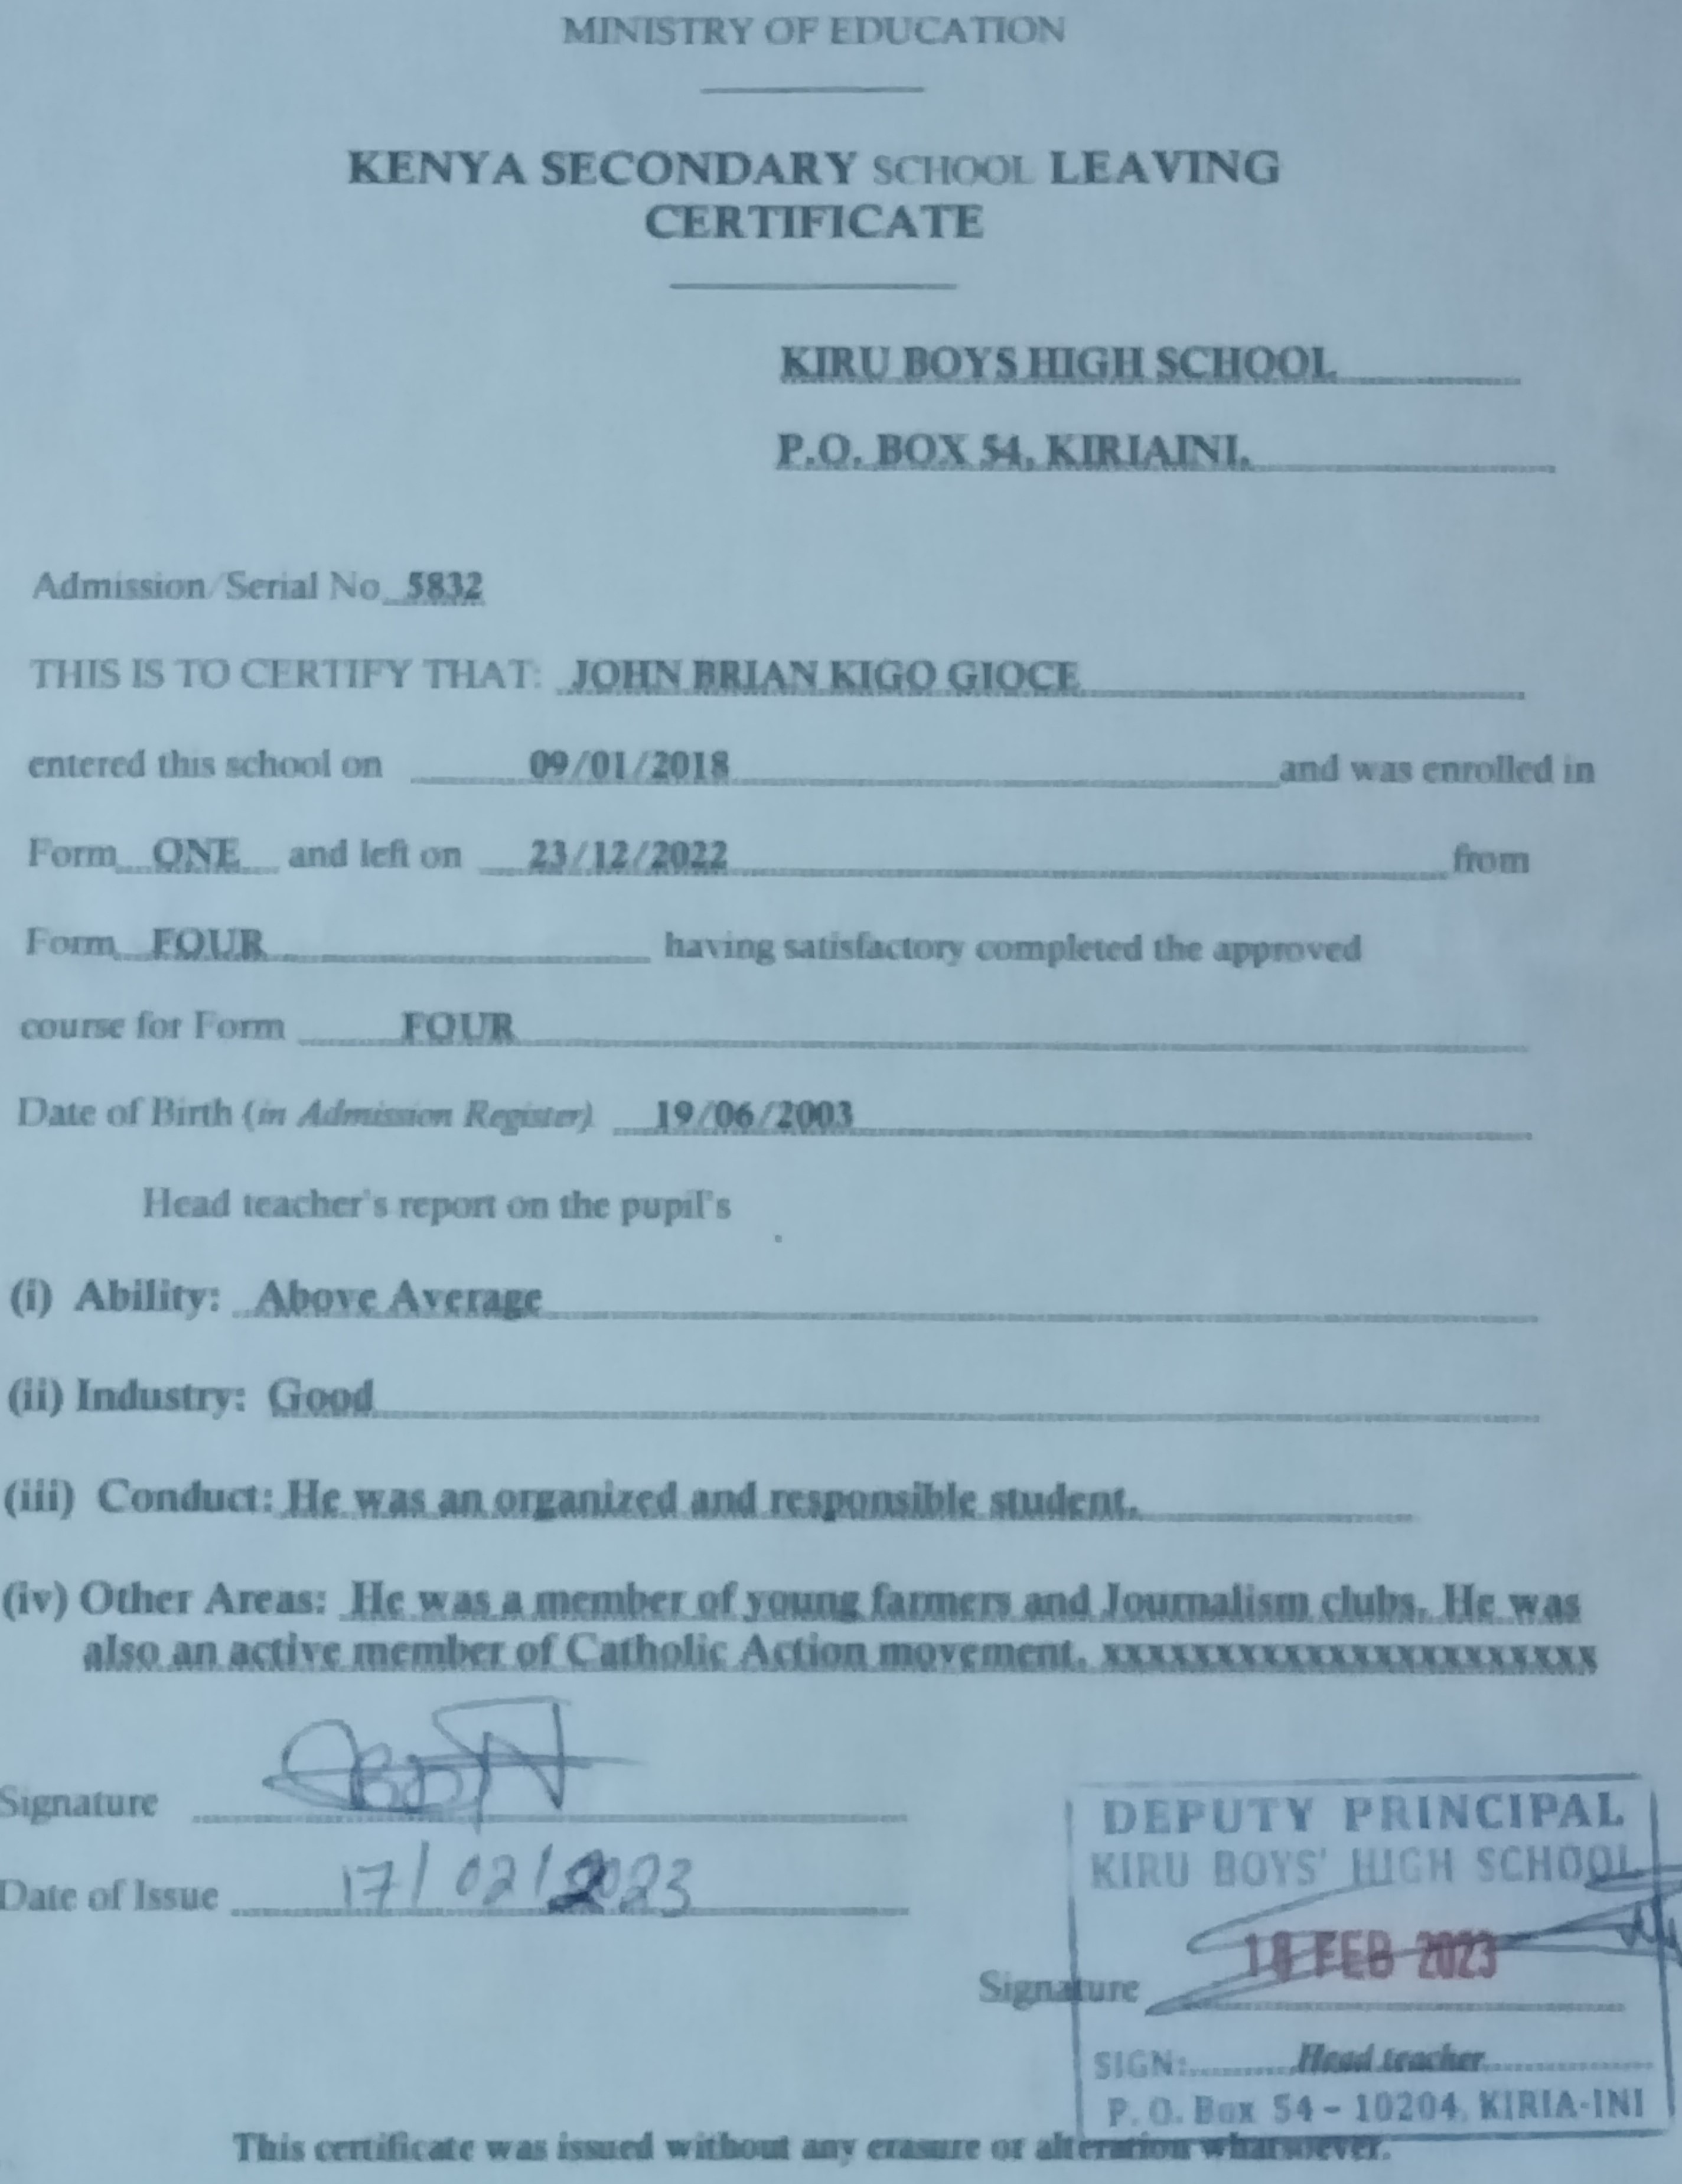 MINISTRY OF EDUCATION
KENYA SECONDARY SCHOOL LEAVING
CERTIFICATE
KIRU BOYS HIGH SCHOOL
P.O. BOX 54, KIRIAINI.
Admission/Serial No 5832
THIS IS TO CERTIFY THAT: JOHN BRIAN KIGO GIOCE
entered this school on 09/01/2018 and was enrolled in
Form ONE and left on 23/12/2022 from
Form FOUR having satisfactory completed the approved
course for Form FOUR
Date of Birth (in Admission Register) 19/06/2003
Head teacher's report on the pupil's
(i) Ability: Above Average
(ii) Industry: Good
(iii) Conduct: He was an organized and responsible student.
(iv) Other Areas: He was a member of young farmers and Journalism clubs. He was
also an active member of Catholic Action movement. xxxxxxxxxxxxxxxxxxxxxx
Signature
Date of Issue 17/02/2023
DEPUTY PRINCIPAL
KIRU BOYS' HIGH SCHOOL
FEB 2023
Signature
SIGN: Head teacher
P. O. Box 54 - 10204, KIRIA-INI
This certificate was issued without any erasure or alteration whatsoever.